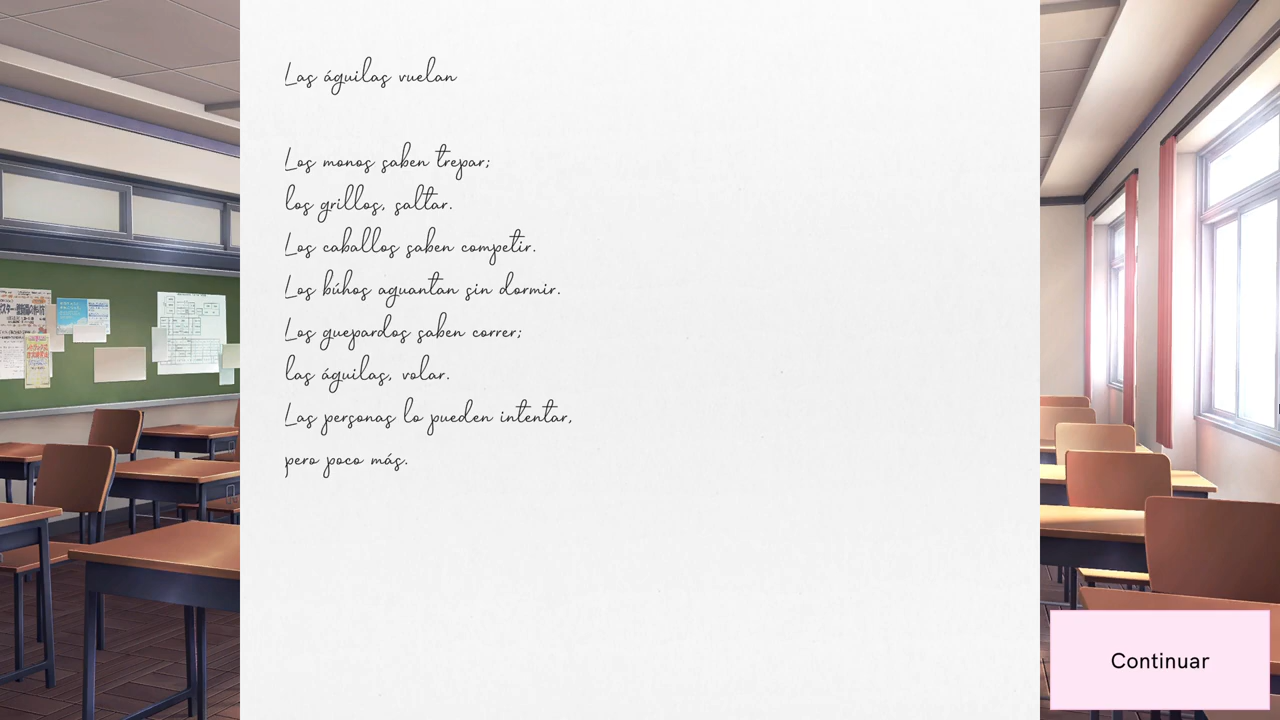 Las águilas vuelan
Los monos saben trepar;
los grillos, saltar.
Los caballos saben competir.
Los búhos aguantan sin dormir.
Los guepardos saben correr;
las águilas, volar.
Las personas lo pueden intentar,
pero poco más.
Continuar